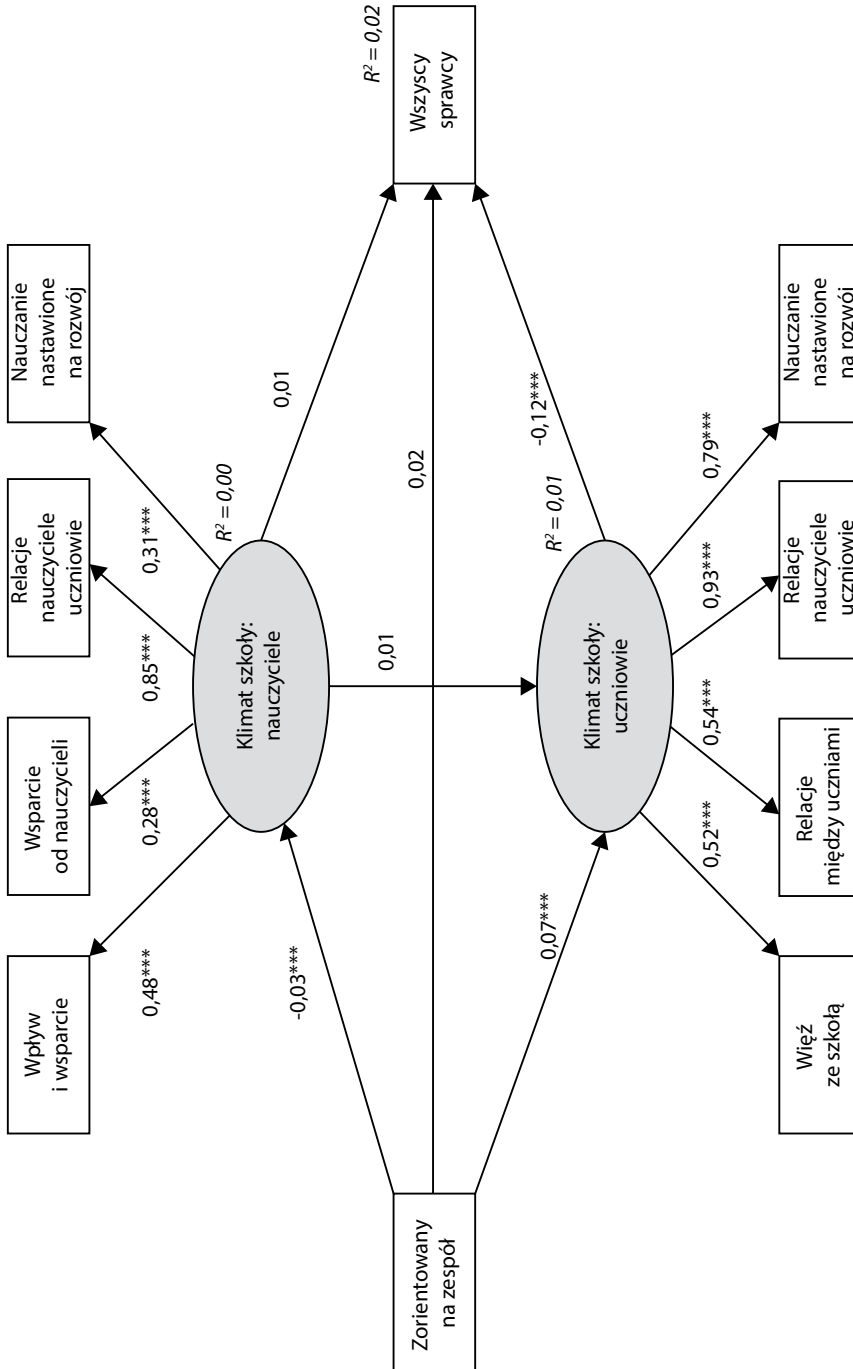 Wpływ
i wsparcie
Wsparcie
od nauczycieli
Relacje
nauczyciele
uczniowie
Nauczanie
nastawione
na rozwój
0,48***
0,28***
0,85***
0,31***
R² = 0,00
Klimat szkoły:
nauczyciele
-0,03***
0,01
0,01
R² = 0,02
Zorientowany
na zespół
0,02
Wszyscy
sprawcy
0,07***
-0,12***
R² = 0,01
Klimat szkoły:
uczniowie
0,52***
0,54***
0,93***
0,79***
Więź
ze szkołą
Relacje
między uczniami
Relacje
nauczyciele
uczniowie
Nauczanie
nastawione
na rozwój